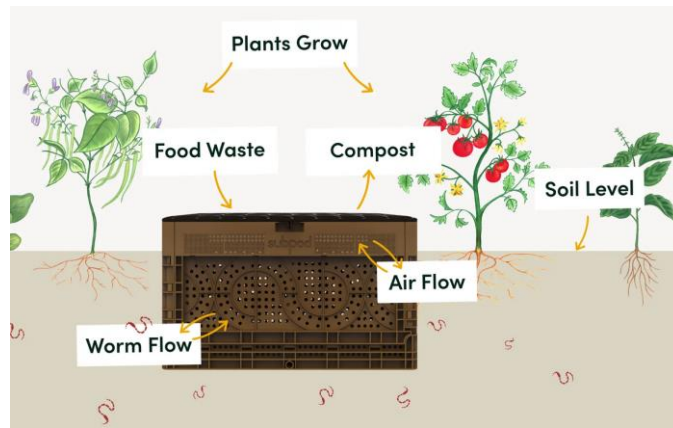 Plants Grow
Food Waste
Compost
Soil Level
subpod
Air Flow
Worm Flow